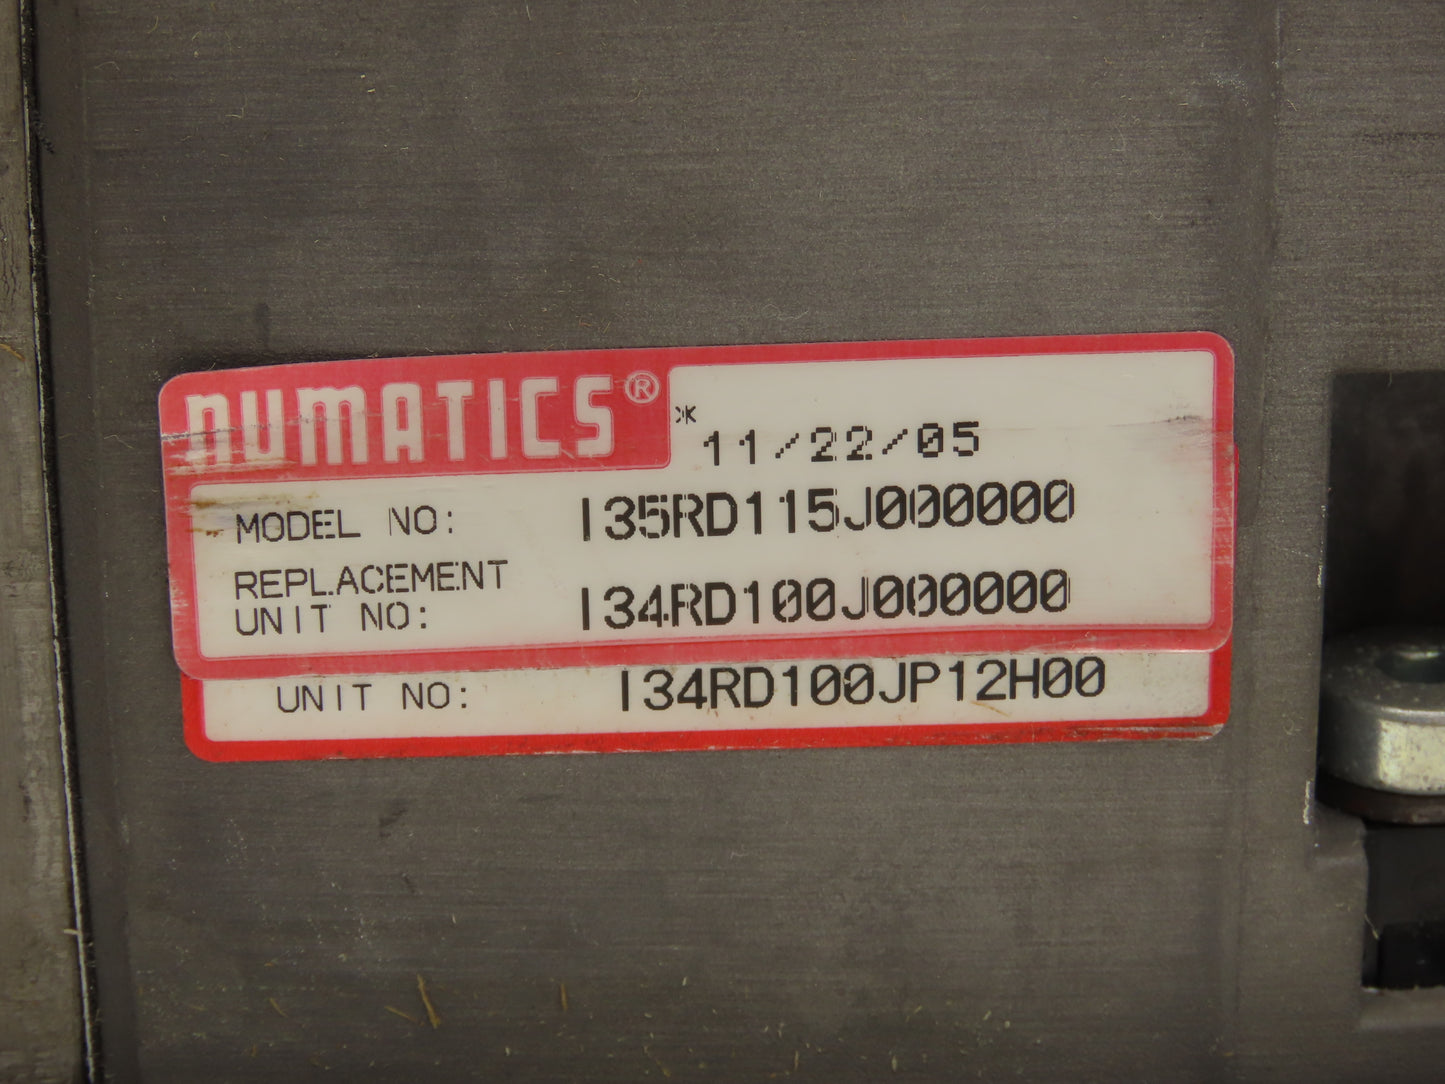 NUMATICS®
* 11/22/05
MODEL NO: I35RD115J000000
REPLACEMENT
UNIT NO: I34RD100J000000
UNIT NO: I34RD100JP12H00